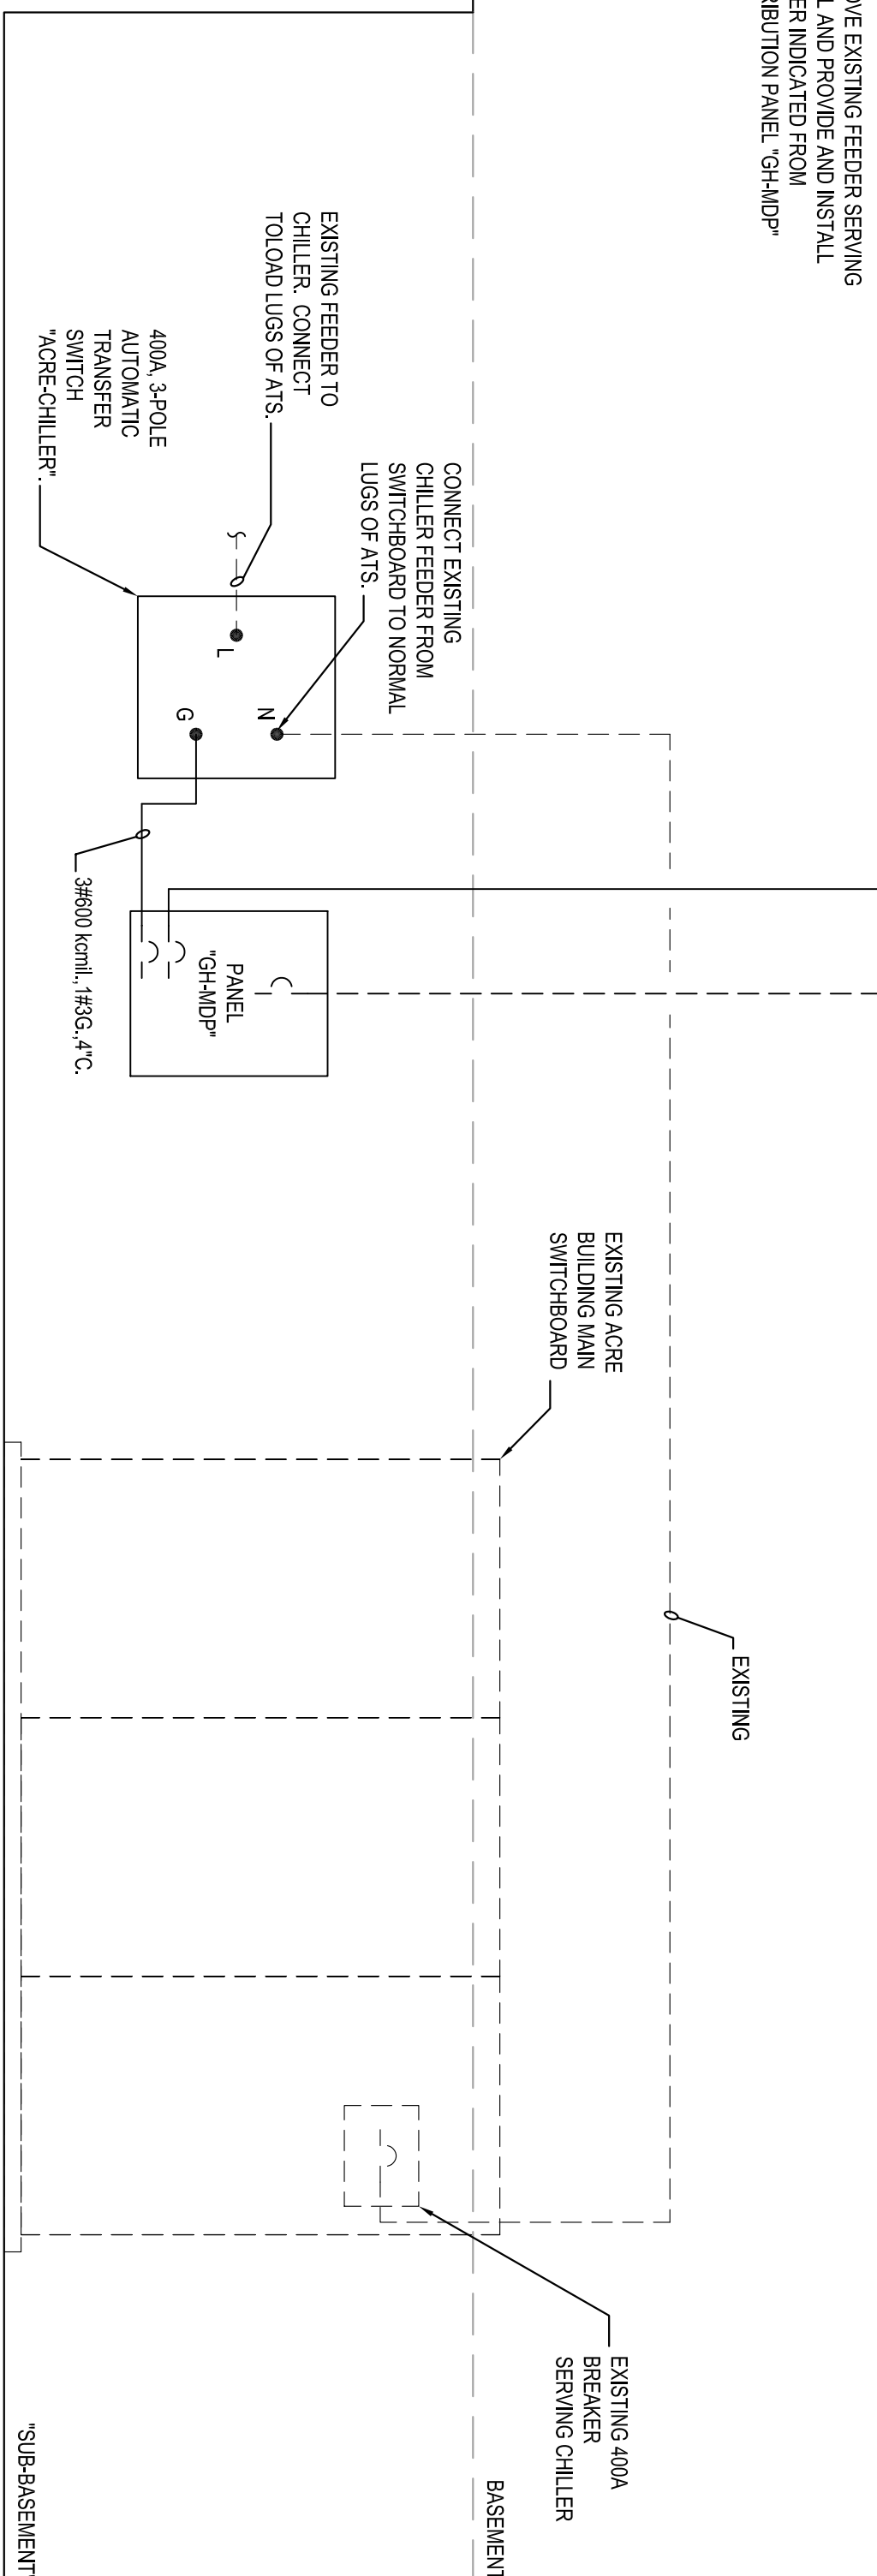 EXISTING FEEDER SERVING
AND PROVIDE AND INSTALL
INDICATED FROM
PANEL "GH-MDP"
EXISTING FEEDER TO
CHILLER. CONNECT
TOLOAD LUGS OF ATS.
400A, 3-POLE
AUTOMATIC
TRANSFER
SWITCH
"ACRE-CHILLER".
CONNECT EXISTING
CHILLER FEEDER FROM
SWITCHBOARD TO NORMAL
LUGS OF ATS.
L
N
G
3#600 kcmil.,1#3G.,4"C.
PANEL
"GH-MDP"
EXISTING ACRE
BUILDING MAIN
SWITCHBOARD
EXISTING
EXISTING 400A
BREAKER
SERVING CHILLER
BASEMENT
"SUB-BASEMENT